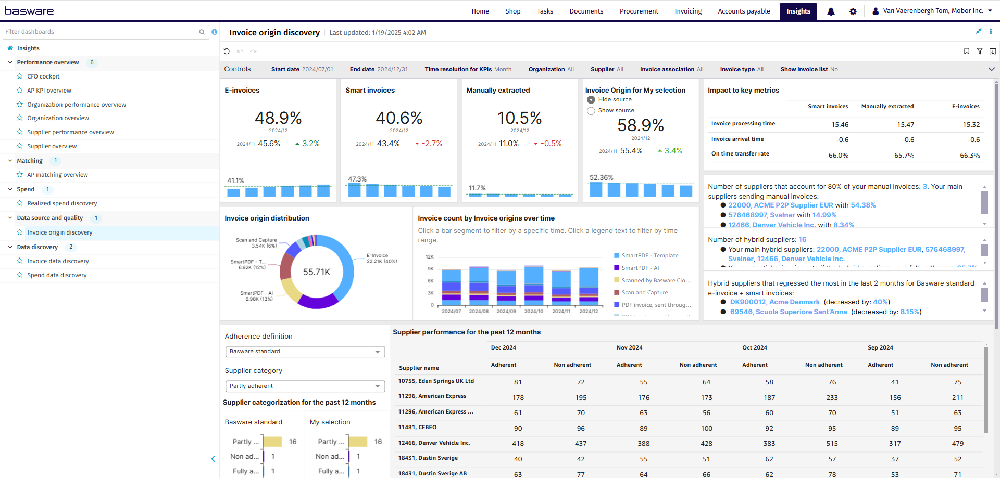 basware
Home Shop Tasks Documents Procurement Invoicing Accounts payable Insights Van Vaerenbergh Tom, Mobor Inc.
Filter dashboards
Insights
Performance overview 6
CFO cockpit
AP KPI overview
Organization performance overview
Organization overview
Supplier performance overview
Supplier overview
Matching 1
AP matching overview
Spend 1
Realized spend discovery
Data source and quality 1
Invoice origin discovery
Data discovery 2
Invoice data discovery
Spend data discovery
Invoice origin discovery Last updated: 1/19/2025 4:02 AM
Controls Start date 2024/07/01 End date 2024/12/31 Time resolution for KPIs Month Organization All Supplier All Invoice association All Invoice type All Show invoice list No
E-invoices
48.9%
2024/12
2024/11 45.6% 3.2%
41.1%
Smart invoices
40.6%
2024/12
2024/11 43.4% -2.7%
47.3%
Manually extracted
10.5%
2024/12
2024/11 11.0% -0.5%
11.7%
Invoice Origin for My selection
Hide source
Show source
58.9%
2024/12
2024/11 55.4% 3.4%
52.36%
Impact to key metrics
Smart invoices Manually extracted E-invoices
Invoice processing time 15.46 15.47 15.32
Invoice arrival time -0.6 -0.6 -0.6
On time transfer rate 66.0% 65.7% 66.3%
Number of suppliers that account for 80% of your manual invoices: 3. Your main
suppliers sending manual invoices:
22000, ACME P2P Supplier EUR with 54.38%
576468997, Svalner with 14.99%
12466, Denver Vehicle Inc. with 8.34%
Number of hybrid suppliers: 16
Your main hybrid suppliers: 22000, ACME P2P Supplier EUR, 576468997,
Svalner, 12466, Denver Vehicle Inc.
Your potential e-invoice rate if the hybrid suppliers were fully adherent: 85.7%
Hybrid suppliers that regressed the most in the last 2 months for Basware standard
e-invoice + smart invoices:
DK900012, Acme Denmark (decreased by: 40%)
69546, Scuola Superiore Sant'Anna (decreased by: 8.15%)
Invoice origin distribution
Scan and Capture
3.54K (6%)
SmartPDF - T...
6.92K (12%)
SmartPDF - AI
6.98K (13%)
E-Invoice
22.21K (40%)
55.71K
Invoice count by Invoice origins over time
Click a bar segment to filter by a specific time. Click a legend text to filter by time
range.
12K
9K
6K
3K
0
2024/07 2024/08 2024/09 2024/10 2024/11 2024/12
SmartPDF - Template
SmartPDF - AI
Scanned by Basware Clo...
Scan and Capture
PDF invoice, sent throug...
Adherence definition
Basware standard
Supplier category
Partly adherent
Supplier categorization for the past 12 months
Basware standard
Partly ... 16
Non ad... 1
Fully a... 1
My selection
Partly ... 16
Non ad... 1
Fully a... 1
Supplier performance for the past 12 months
Dec 2024 Nov 2024 Oct 2024 Sep 2024
Supplier name Adherent Non adherent Adherent Non adherent Adherent Non adherent Adherent Non adherent
10755, Eden Springs UK Ltd 81 72 55 64 58 76 41 75
11296, American Express 178 195 176 173 187 233 156 211
11296, American Express ... 61 70 63 56 60 70 51 63
11481, CEBEO 90 96 89 100 92 95 89 95
12466, Denver Vehicle Inc. 418 437 388 428 383 515 317 479
18431, Dustin Sverige 40 42 55 51 62 57 37 52
18431, Dustin Sverige AB 63 77 64 66 62 78 53 71